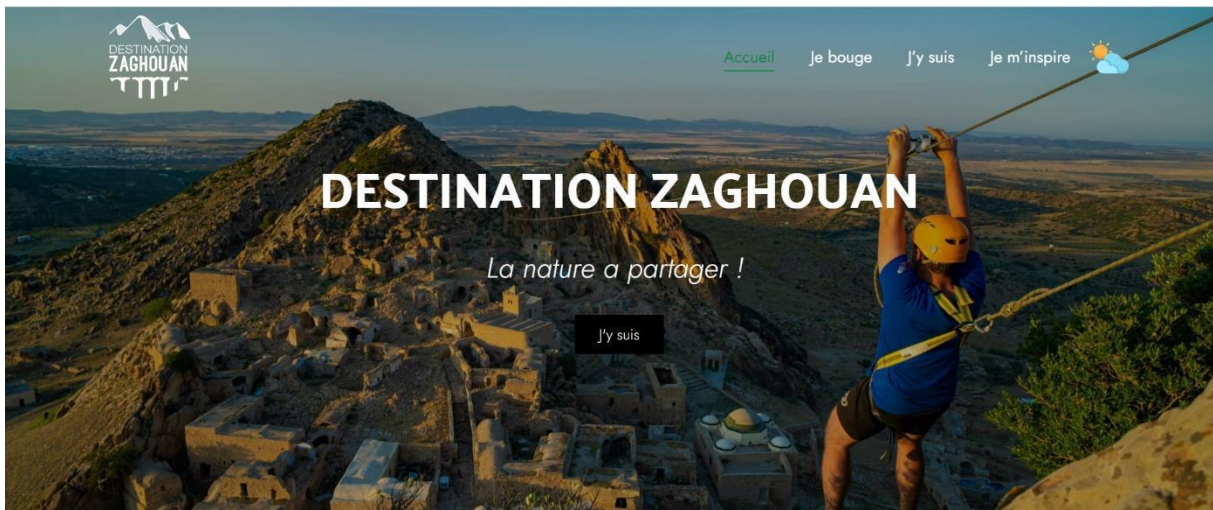 DESTINATION
ZAGHOUAN
Accueil
Je bouge
J'y suis
Je m'inspire
DESTINATION ZAGHOUAN
La nature a partager !
J'y suis